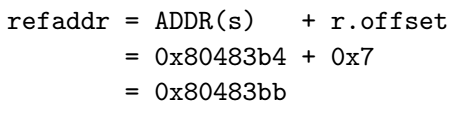 refaddr = ADDR(s) + r.offset
= 0x80483b4 + 0x7
= 0x80483bb